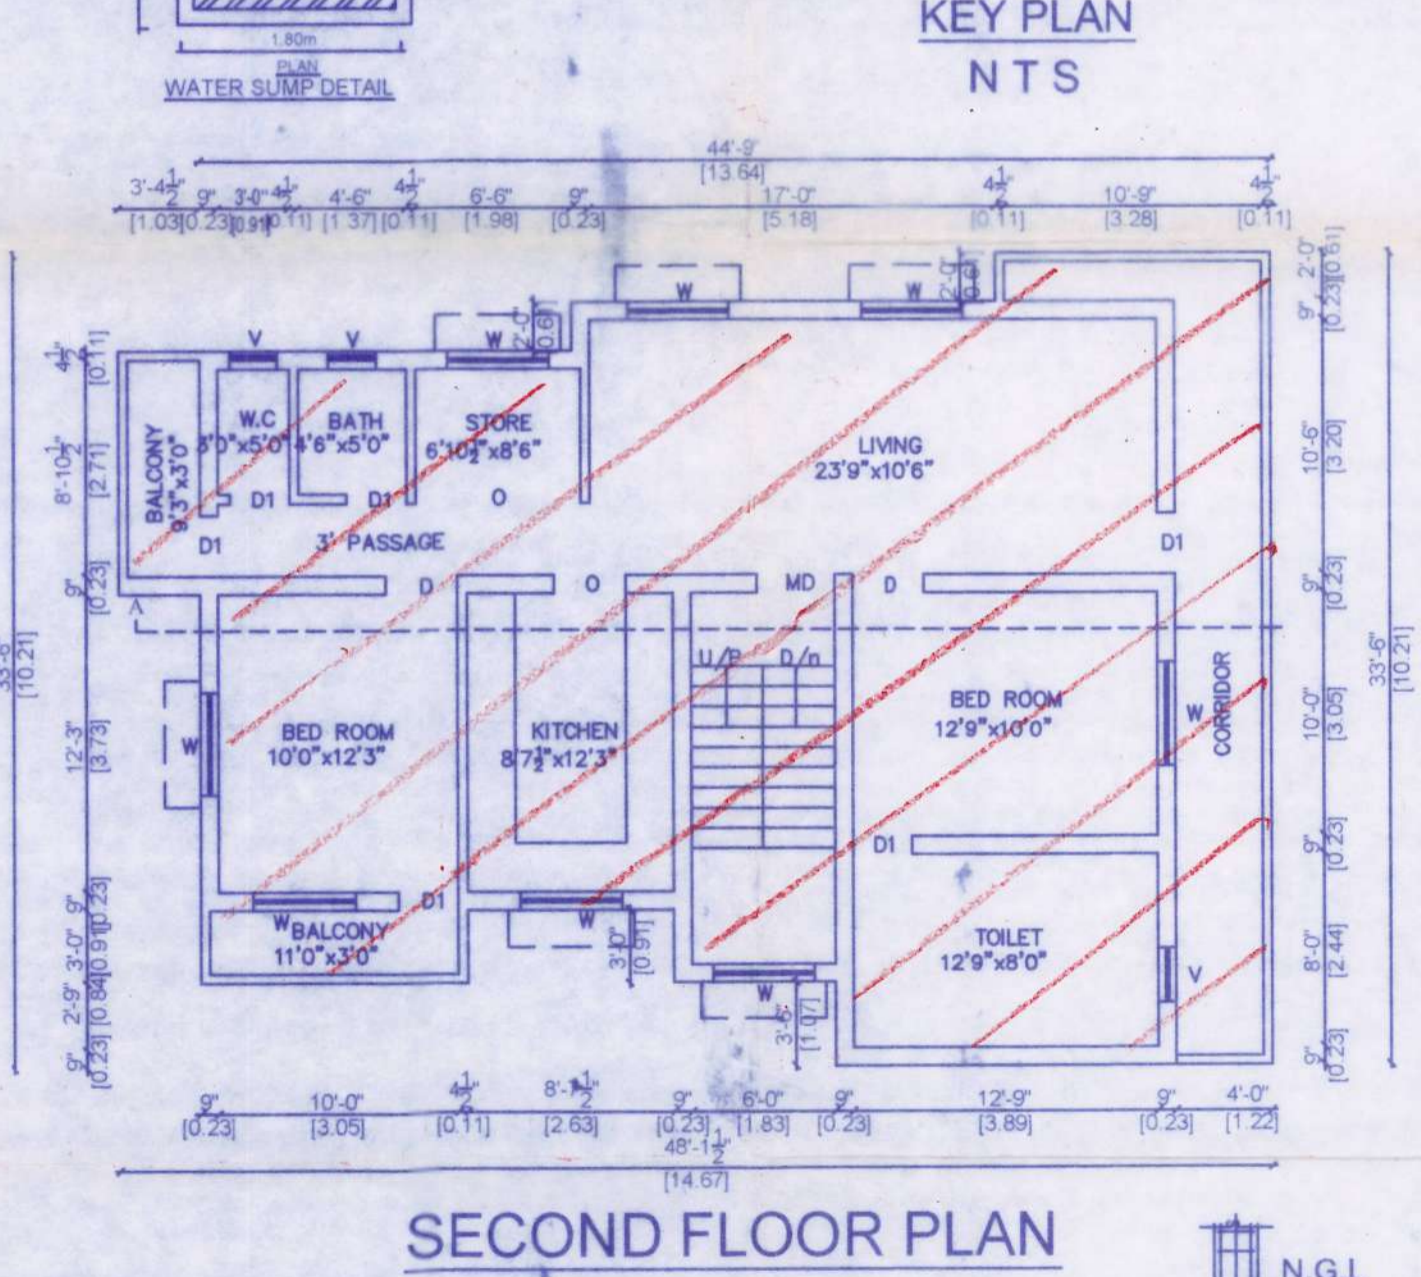 1.80m
PLAN
WATER SUMP DETAIL
KEY PLAN
N T S
44'-9"
[13.64]
3'-4½" 9" 3'-0" 4½" 4'-6" 4½" 6'-6" 9" 17'-0" 4½" 10'-9" 4½"
[1.03] [0.23] [0.91] [0.11] [1.37] [0.11] [1.98] [0.23] [5.18] [0.11] [3.28] [0.11]
33'-6"
[10.21]
4½" 8'-10½" 9" 12'-3" 9" 3'-0" 2'-9" 9"
[0.11] [2.71] [0.23] [3.73] [0.23] [0.91] [0.84] [0.23]
W W
2'-0"
V V W
2'-0"
BALCONY
9'3"x3'0"
W.C
3'0"x5'0"
BATH
4'6"x5'0"
STORE
6'10½"x8'6"
LIVING
23'9"x10'6"
D1 D1 O
D1
3' PASSAGE
D1
D O MD D
A
U/P D/n
W
BED ROOM
10'0"x12'3"
KITCHEN
8'7½"x12'3"
BED ROOM
12'9"x10'0"
W
CORRIDOR
D1
D1
W
BALCONY
11'0"x3'0"
W
3'-0"
[0.91]
TOILET
12'9"x8'0"
V
W
3'-6"
[1.07]
2'-0" 9" 10'-6" 9" 10'-0" 9" 8'-0" 9"
[0.61] [0.23] [3.20] [0.23] [3.05] [0.23] [2.44] [0.23]
33'-6"
[10.21]
9" 10'-0" 4½" 8'-7½" 9" 6'-0" 9" 12'-9" 9" 4'-0"
[0.23] [3.05] [0.11] [2.63] [0.23] [1.83] [0.23] [3.89] [0.23] [1.22]
48'-1½"
[14.67]
SECOND FLOOR PLAN